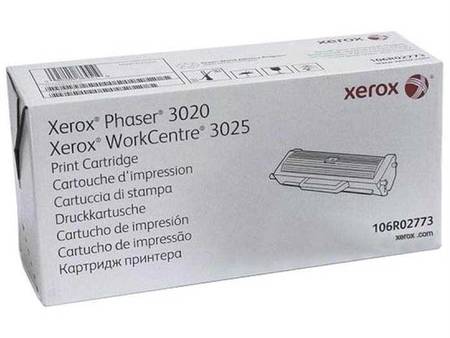 xerox
Xerox® Phaser® 3020
Xerox® WorkCentre® 3025
Print Cartridge
Cartouche d'impression
Cartuccia di stampa
Druckkartusche
Cartucho de impresión
Cartucho de impressão
Картридж принтера
xerox
106R02773
xerox.com